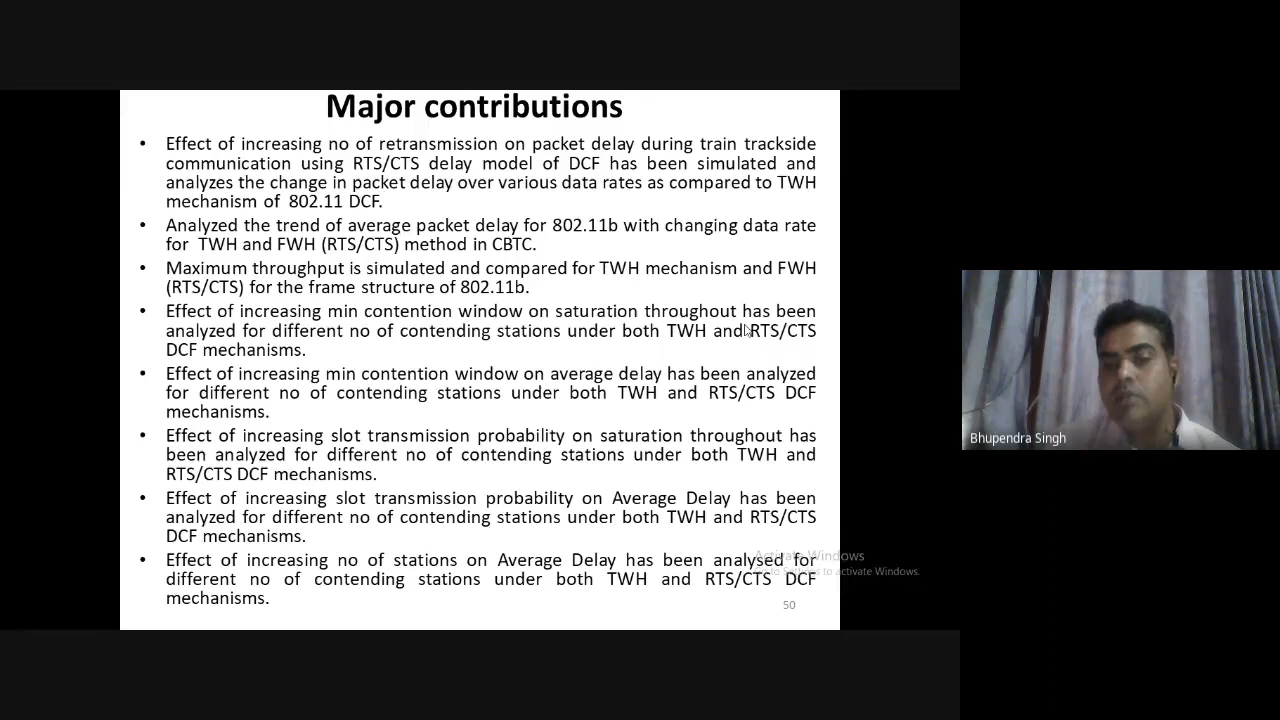 Major contributions
• Effect of increasing no of retransmission on packet delay during train trackside
communication using RTS/CTS delay model of DCF has been simulated and
analyzes the change in packet delay over various data rates as compared to TWH
mechanism of 802.11 DCF.
• Analyzed the trend of average packet delay for 802.11b with changing data rate
for TWH and FWH (RTS/CTS) method in CBTC.
• Maximum throughput is simulated and compared for TWH mechanism and FWH
(RTS/CTS) for the frame structure of 802.11b.
• Effect of increasing min contention window on saturation throughout has been
analyzed for different no of contending stations under both TWH and RTS/CTS
DCF mechanisms.
• Effect of increasing min contention window on average delay has been analyzed
for different no of contending stations under both TWH and RTS/CTS DCF
mechanisms.
• Effect of increasing slot transmission probability on saturation throughout has
been analyzed for different no of contending stations under both TWH and
RTS/CTS DCF mechanisms.
• Effect of increasing slot transmission probability on Average Delay has been
analyzed for different no of contending stations under both TWH and RTS/CTS
DCF mechanisms.
• Effect of increasing no of stations on Average Delay has been analysed for
different no of contending stations under both TWH and RTS/CTS DCF
mechanisms.
50
Activate Windows
Go to Settings to activate Windows.
Bhupendra Singh